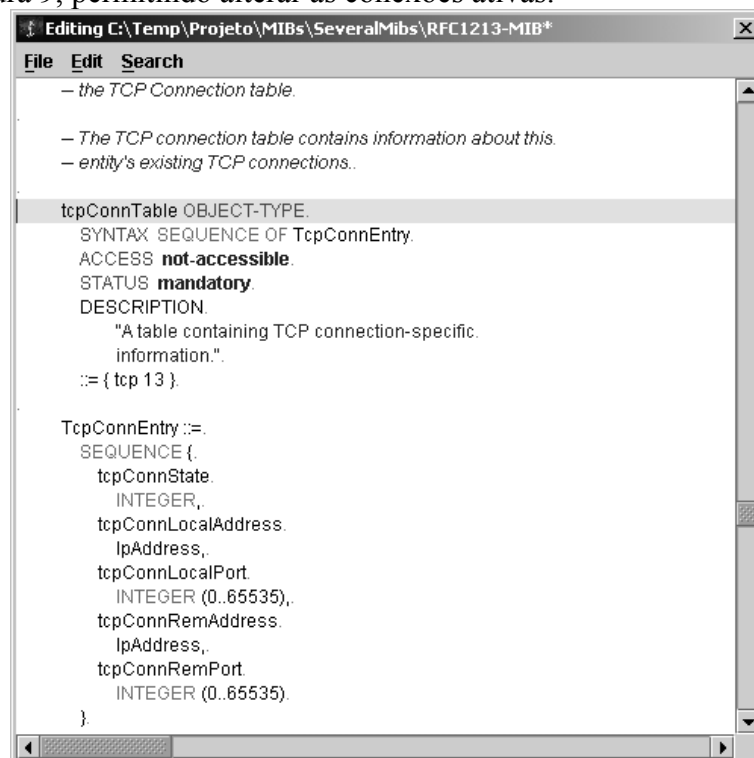 ura 9, permitindo alterar as conexões ativas.
Editing C:\Temp\Projeto\MIBs\SeveralMibs\RFC1213-MIB*
File Edit Search
– the TCP Connection table.
.
– The TCP connection table contains information about this.
– entity's existing TCP connections..
.
tcpConnTable OBJECT-TYPE.
SYNTAX SEQUENCE OF TcpConnEntry.
ACCESS not-accessible.
STATUS mandatory.
DESCRIPTION.
"A table containing TCP connection-specific.
information.".
::= { tcp 13 }.
.
TcpConnEntry ::=.
SEQUENCE {.
tcpConnState.
INTEGER,.
tcpConnLocalAddress.
IpAddress,.
tcpConnLocalPort.
INTEGER (0..65535),.
tcpConnRemAddress.
IpAddress,.
tcpConnRemPort.
INTEGER (0..65535).
}.